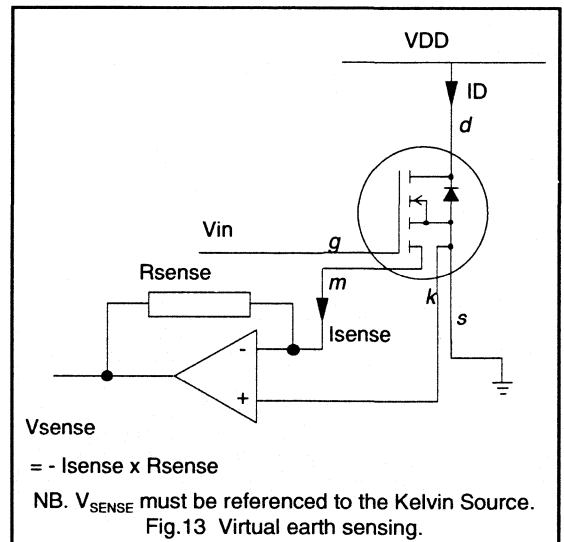 VDD
ID
d
Vin
g
Rsense
m
k
Isense
s
-
+
Vsense
= - Isense x Rsense
NB. VSENSE must be referenced to the Kelvin Source.
Fig.13 Virtual earth sensing.